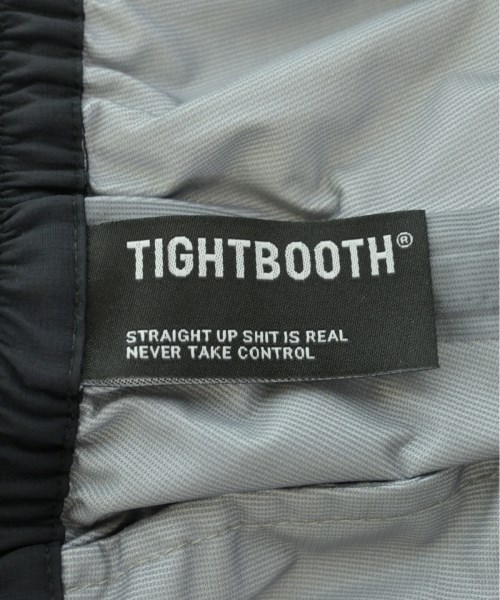 TIGHTBOOTH®
STRAIGHT UP SHIT IS REAL
NEVER TAKE CONTROL